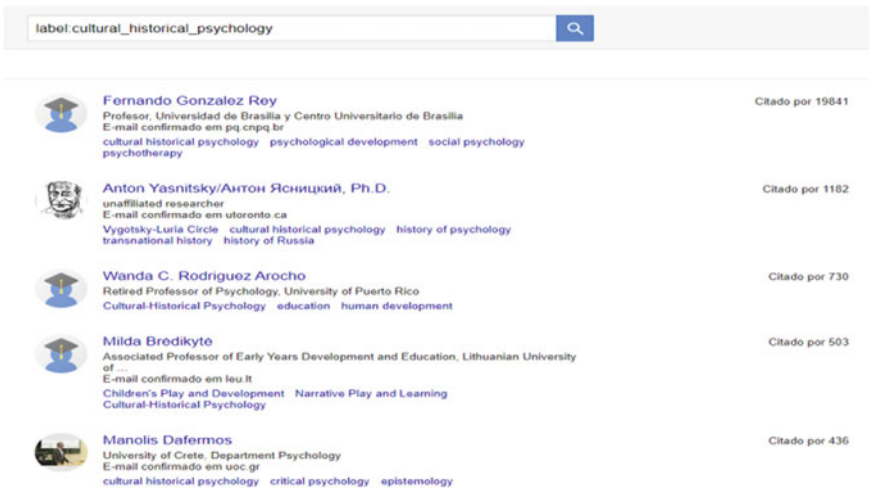 label:cultural_historical_psychology
Fernando Gonzalez Rey
Citado por 19841
Profesor, Universidad de Brasilia y Centro Universitario de Brasilia
E-mail confirmado em pq.cnpq.br
cultural historical psychology psychological development social psychology
psychotherapy
Anton Yasnitsky/Антон Ясницкий, Ph.D.
Citado por 1182
unaffiliated researcher
E-mail confirmado em utoronto.ca
Vygotsky-Luria Circle cultural historical psychology history of psychology
transnational history history of Russia
Wanda C. Rodriguez Arocho
Citado por 730
Retired Professor of Psychology, University of Puerto Rico
Cultural-Historical Psychology education human development
Milda Brėdikytė
Citado por 503
Associated Professor of Early Years Development and Education, Lithuanian University
of ...
E-mail confirmado em leu.lt
Children's Play and Development Narrative Play and Learning
Cultural-Historical Psychology
Manolis Dafermos
Citado por 436
University of Crete, Department Psychology
E-mail confirmado em uoc.gr
cultural historical psychology critical psychology epistemology